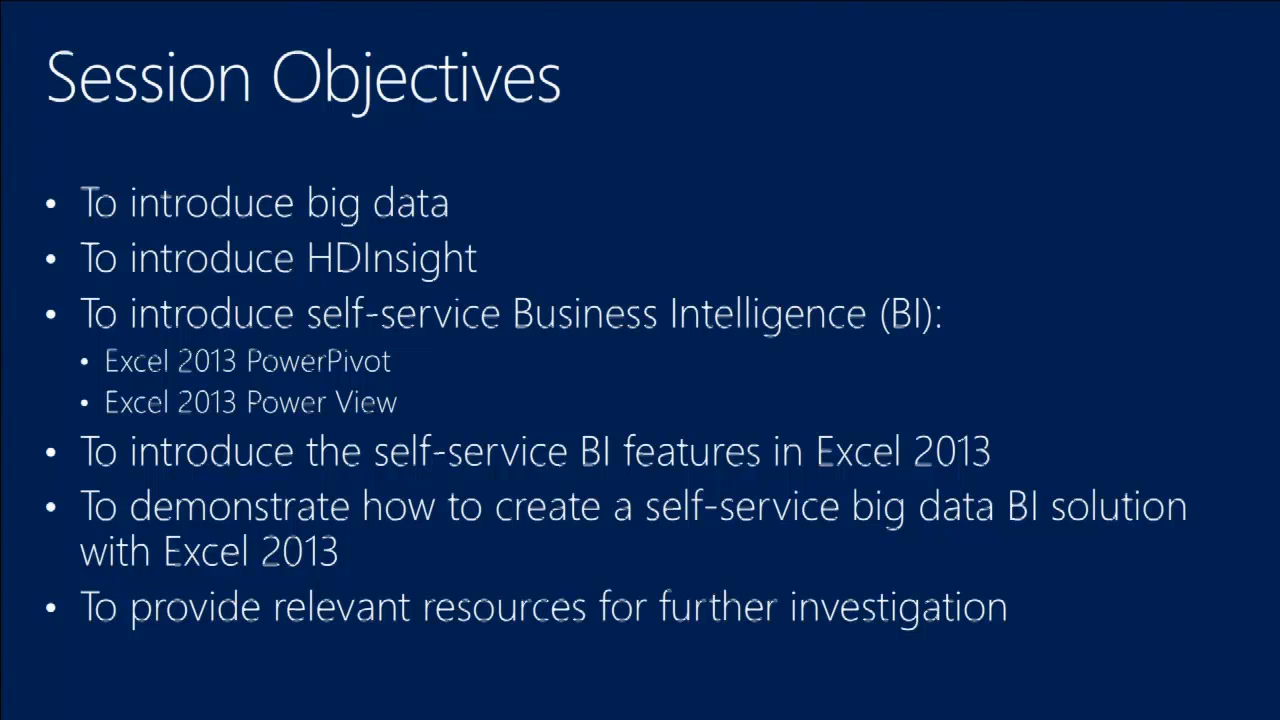 Session Objectives
• To introduce big data
• To introduce HDInsight
• To introduce self-service Business Intelligence (BI):
• Excel 2013 PowerPivot
• Excel 2013 Power View
• To introduce the self-service BI features in Excel 2013
• To demonstrate how to create a self-service big data BI solution
with Excel 2013
• To provide relevant resources for further investigation